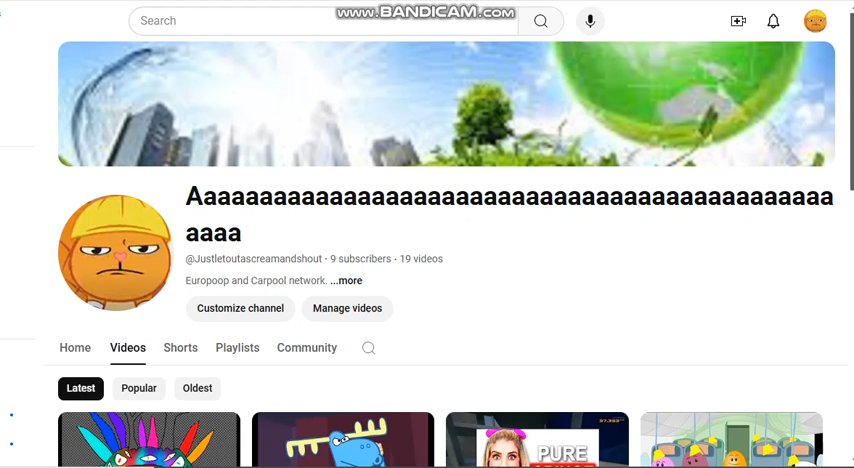 Search
www.BANDICAM.com
Aaaaaaaaaaaaaaaaaaaaaaaaaaaaaaaaaaaaaaaaaaaaaa
aaaa
@Justletoutascreamandshout · 9 subscribers · 19 videos
Europoop and Carpool network. ...more
Customize channel Manage videos
Home Videos Shorts Playlists Community
Latest Popular Oldest
PURE